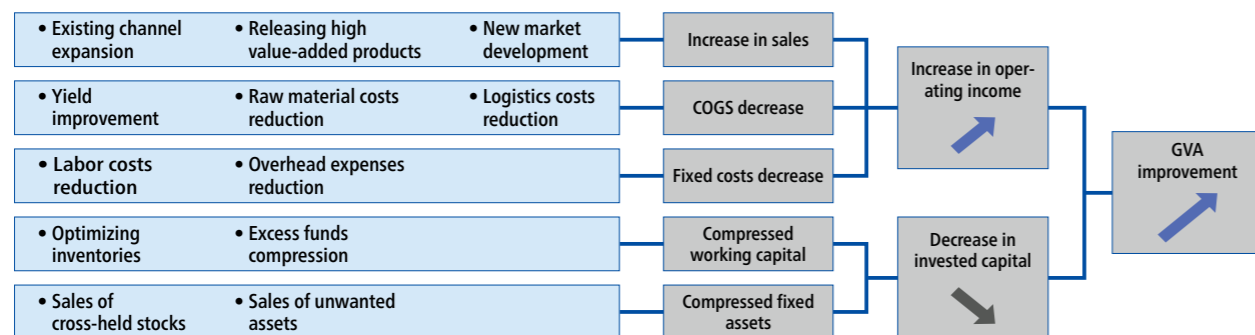 • Existing channel
expansion
• Releasing high
value-added products
• New market
development
Increase in sales
• Yield
improvement
• Raw material costs
reduction
• Logistics costs
reduction
COGS decrease
• Labor costs
reduction
• Overhead expenses
reduction
Fixed costs decrease
• Optimizing
inventories
• Excess funds
compression
Compressed
working capital
• Sales of
cross-held stocks
• Sales of unwanted
assets
Compressed fixed
assets
Increase in oper-
ating income
Decrease in
invested capital
GVA
improvement